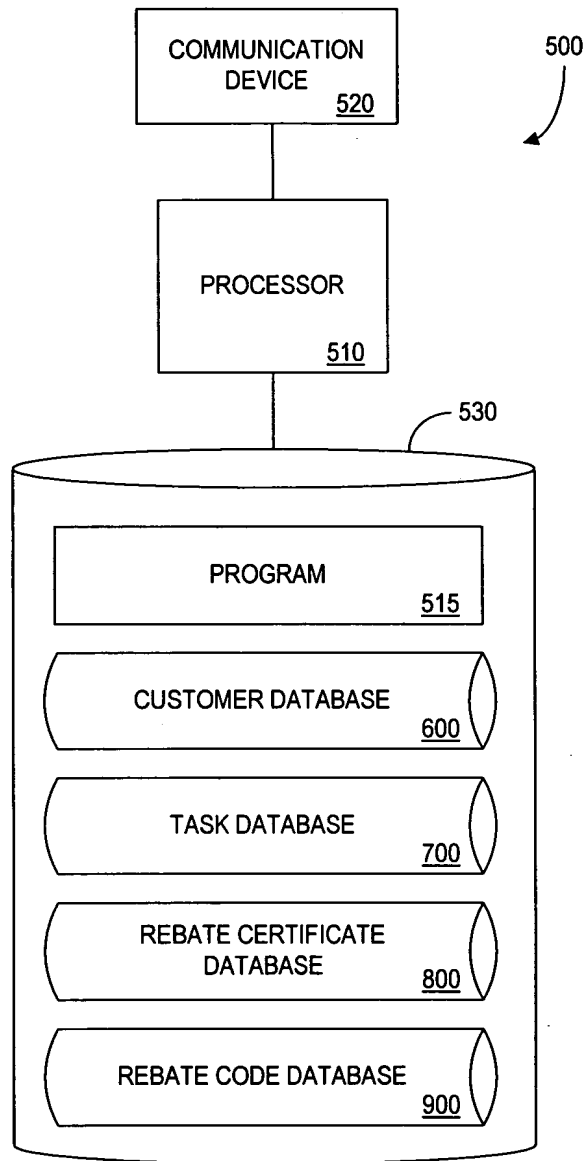 COMMUNICATION
DEVICE
520
500
PROCESSOR
510
530
PROGRAM
515
CUSTOMER DATABASE
600
TASK DATABASE
700
REBATE CERTIFICATE
DATABASE
800
REBATE CODE DATABASE
900